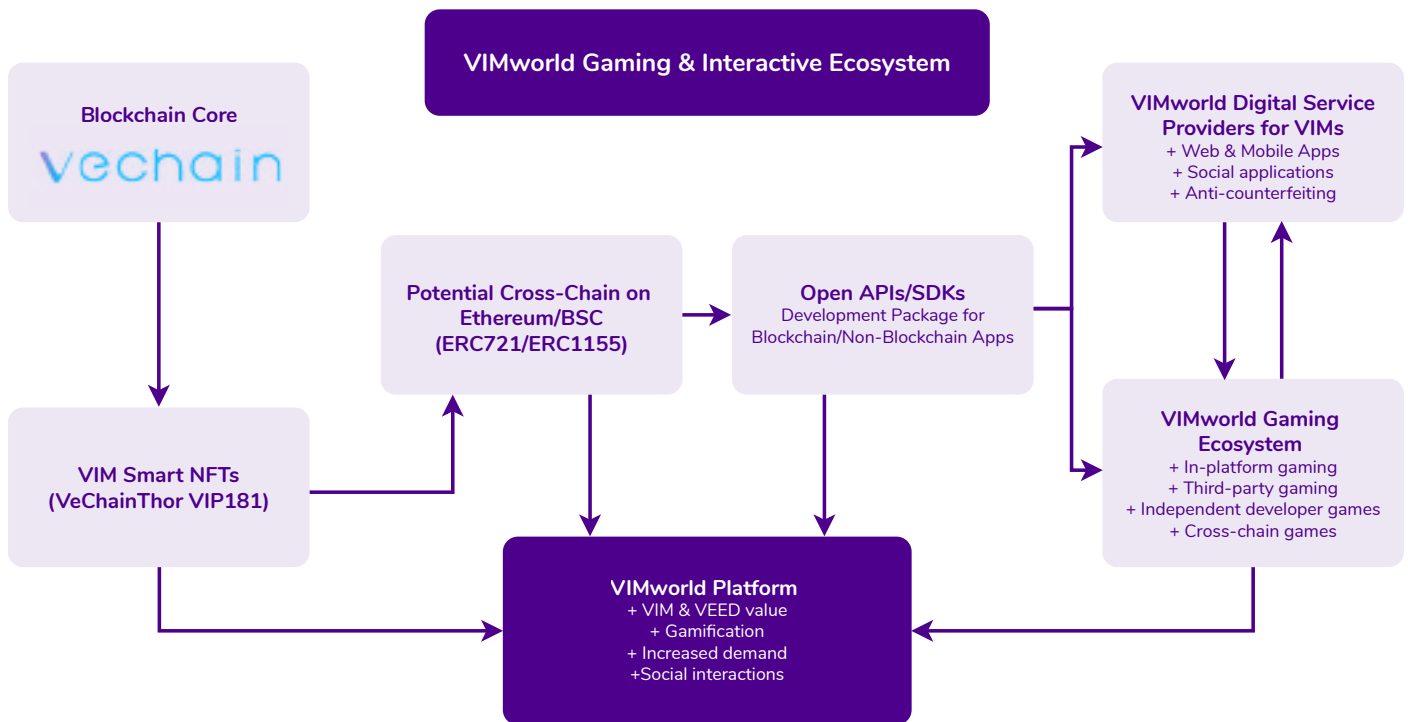 VIMworld Gaming & Interactive Ecosystem
Blockchain Core
vechain
VIMworld Digital Service
Providers for VIMs
+ Web & Mobile Apps
+ Social applications
+ Anti-counterfeiting
Potential Cross-Chain on
Ethereum/BSC
(ERC721/ERC1155)
Open APIs/SDKs
Development Package for
Blockchain/Non-Blockchain Apps
VIM Smart NFTs
(VeChainThor VIP181)
VIMworld Gaming
Ecosystem
+ In-platform gaming
+ Third-party gaming
+ Independent developer games
+ Cross-chain games
VIMworld Platform
+ VIM & VEED value
+ Gamification
+ Increased demand
+Social interactions